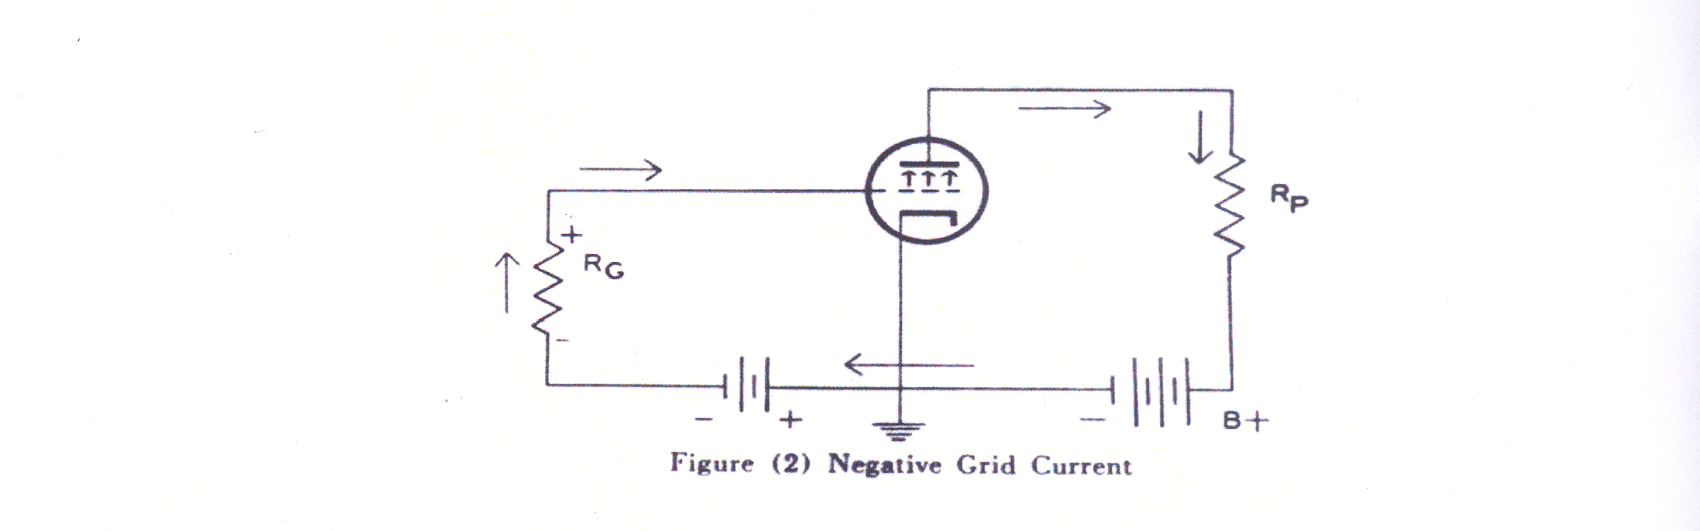 RP
+
RG
-
- + - B+
Figure (2) Negative Grid Current